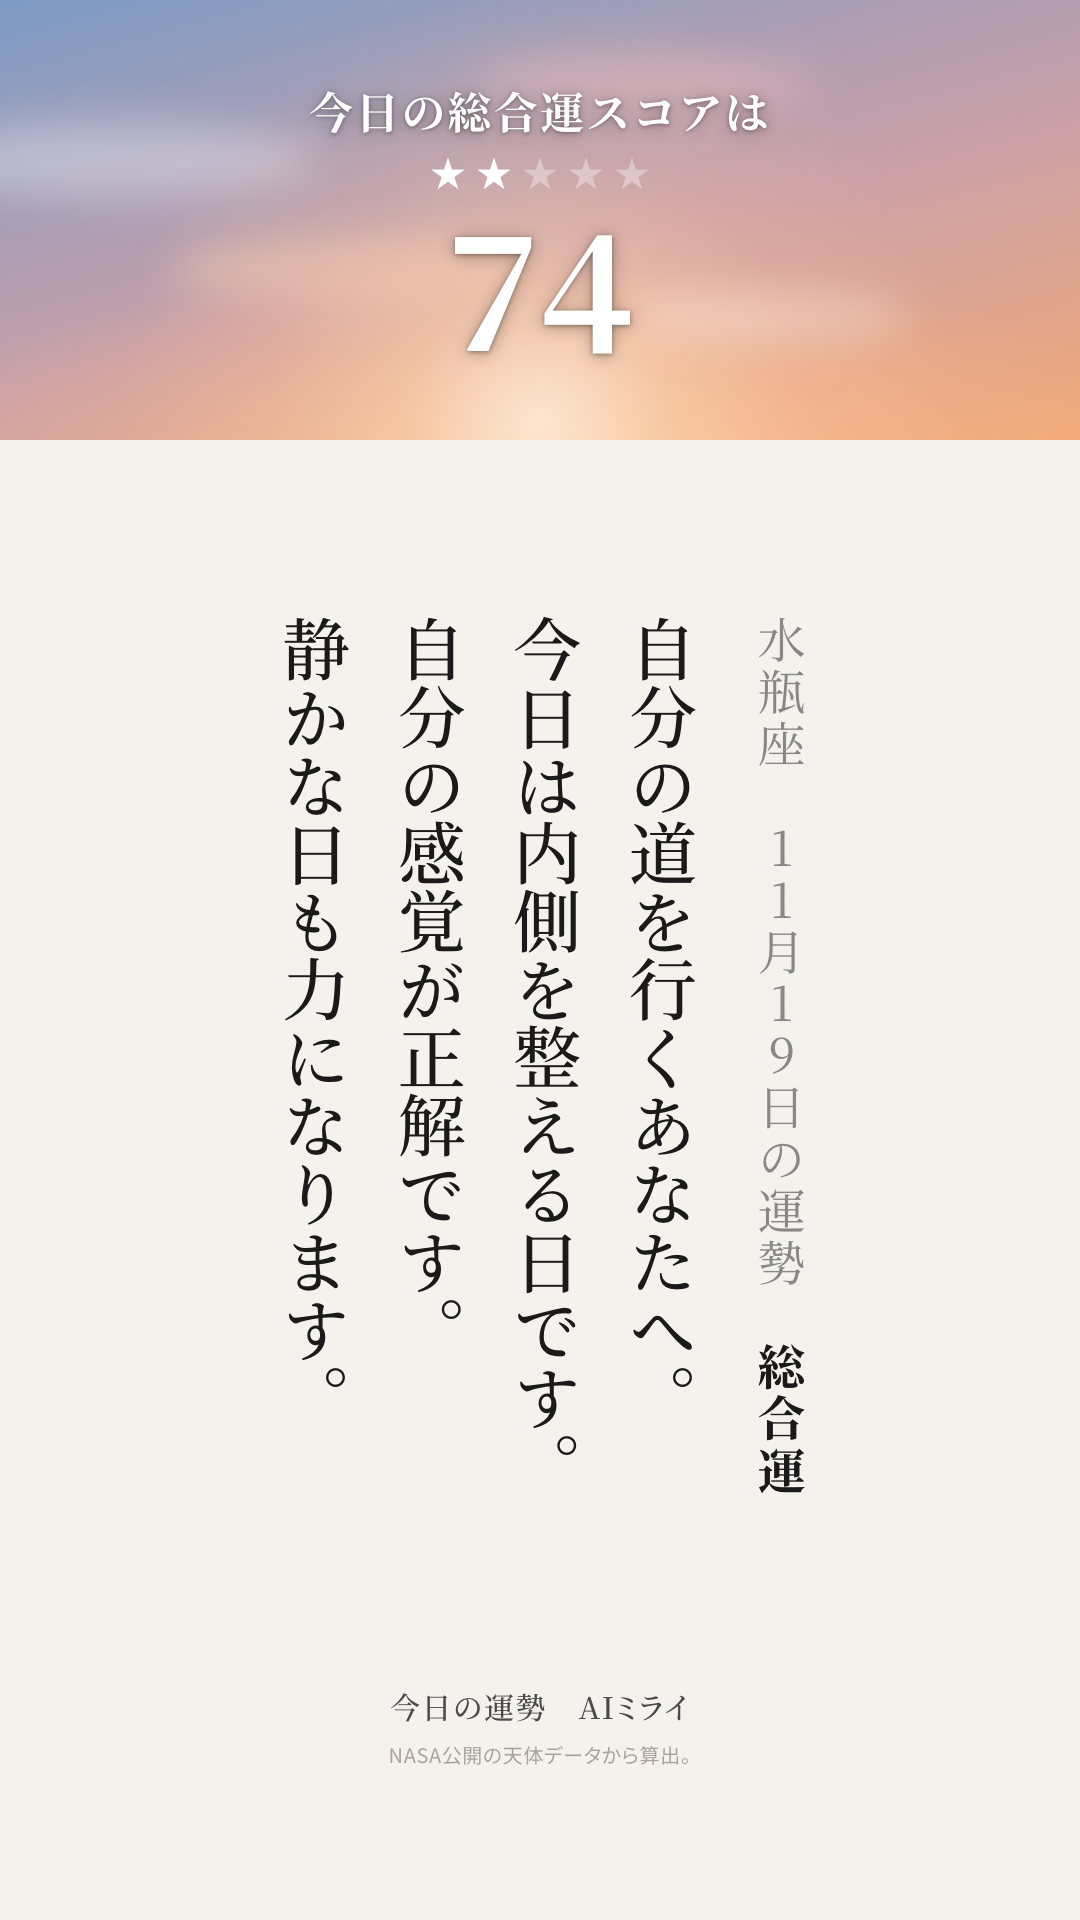 今日の総合運スコアは
★★★★★
74
水瓶座　11月19日の運勢　総合運
自分の道を行くあなたへ。
今日は内側を整える日です。
自分の感覚が正解です。
静かな日も力になります。
今日の運勢　AIミライ
NASA公開の天体データから算出。